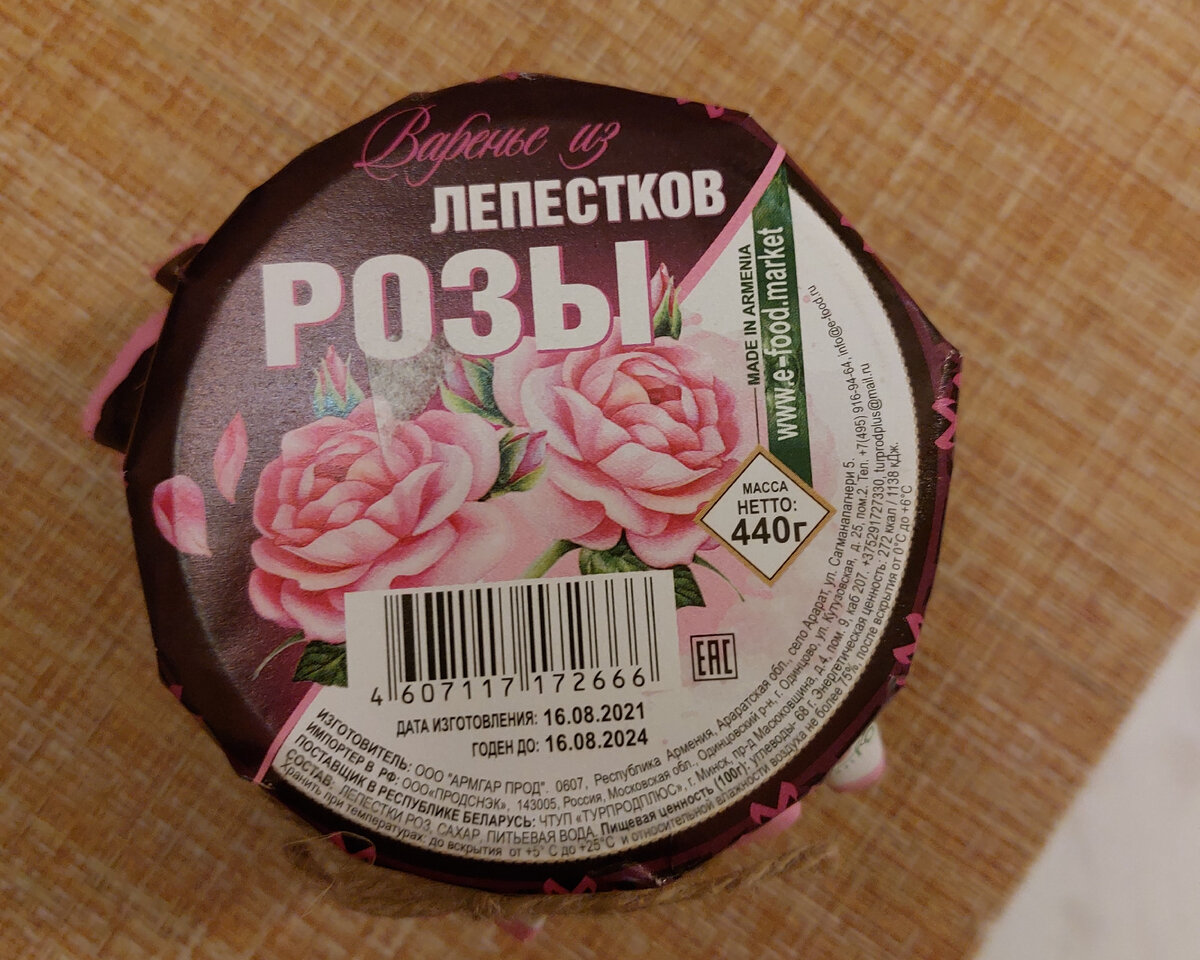 Варенье из
ЛЕПЕСТКОВ
РОЗЫ
MADE IN ARMENIA
www.e-food.market
МАССА
НЕТТО:
440г
EAC
4 607117 172666
ДАТА ИЗГОТОВЛЕНИЯ: 16.08.2021
ГОДЕН ДО: 16.08.2024
ИЗГОТОВИТЕЛЬ: ООО "АРМГАР ПРОД". 0607, Республика Армения, Араратская обл., село Арарат, ул. Сагманапагнери 5.
ИМПОРТЕР В РФ: ООО«ПРОДСНЭК», 143005, Россия, Московская обл., Одинцовский р-н, г. Одинцово, ул. Кутузовская, д. 25, пом.2. Тел. +7(495) 916-94-64, info@e-food.ru
ПОСТАВЩИК В РЕСПУБЛИКЕ БЕЛАРУСЬ: ЧТУП «ТУРПРОДПЛЮС», г. Минск, пр-д Масюковщина, д.4, пом. 9, каб 207. +375291727330, turprodplus@mail.ru
СОСТАВ: ЛЕПЕСТКИ РОЗ, САХАР, ПИТЬЕВАЯ ВОДА. Пищевая ценность (100г): углеводы- 68 г. Энергетическая ценность: 272 ккал / 1138 кДж.
Хранить при температурах: до вскрытия от +5° С до +25°С и относительной влажности воздуха не более 75%, после вскрытия от 0°С до +6°С